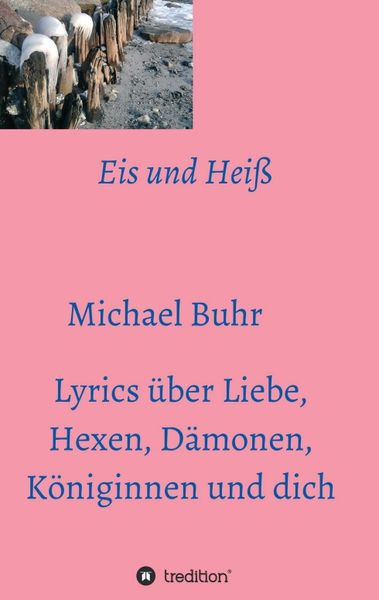 Eis und Heiß
Michael Buhr
Lyrics über Liebe,
Hexen, Dämonen,
Königinnen und dich
tredition®